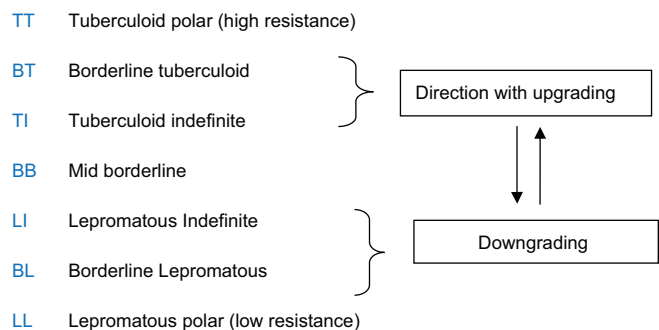 TT Tuberculoid polar (high resistance)
BT Borderline tuberculoid
Direction with upgrading
TI Tuberculoid indefinite
BB Mid borderline
LI Lepromatous Indefinite
Downgrading
BL Borderline Lepromatous
LL Lepromatous polar (low resistance)